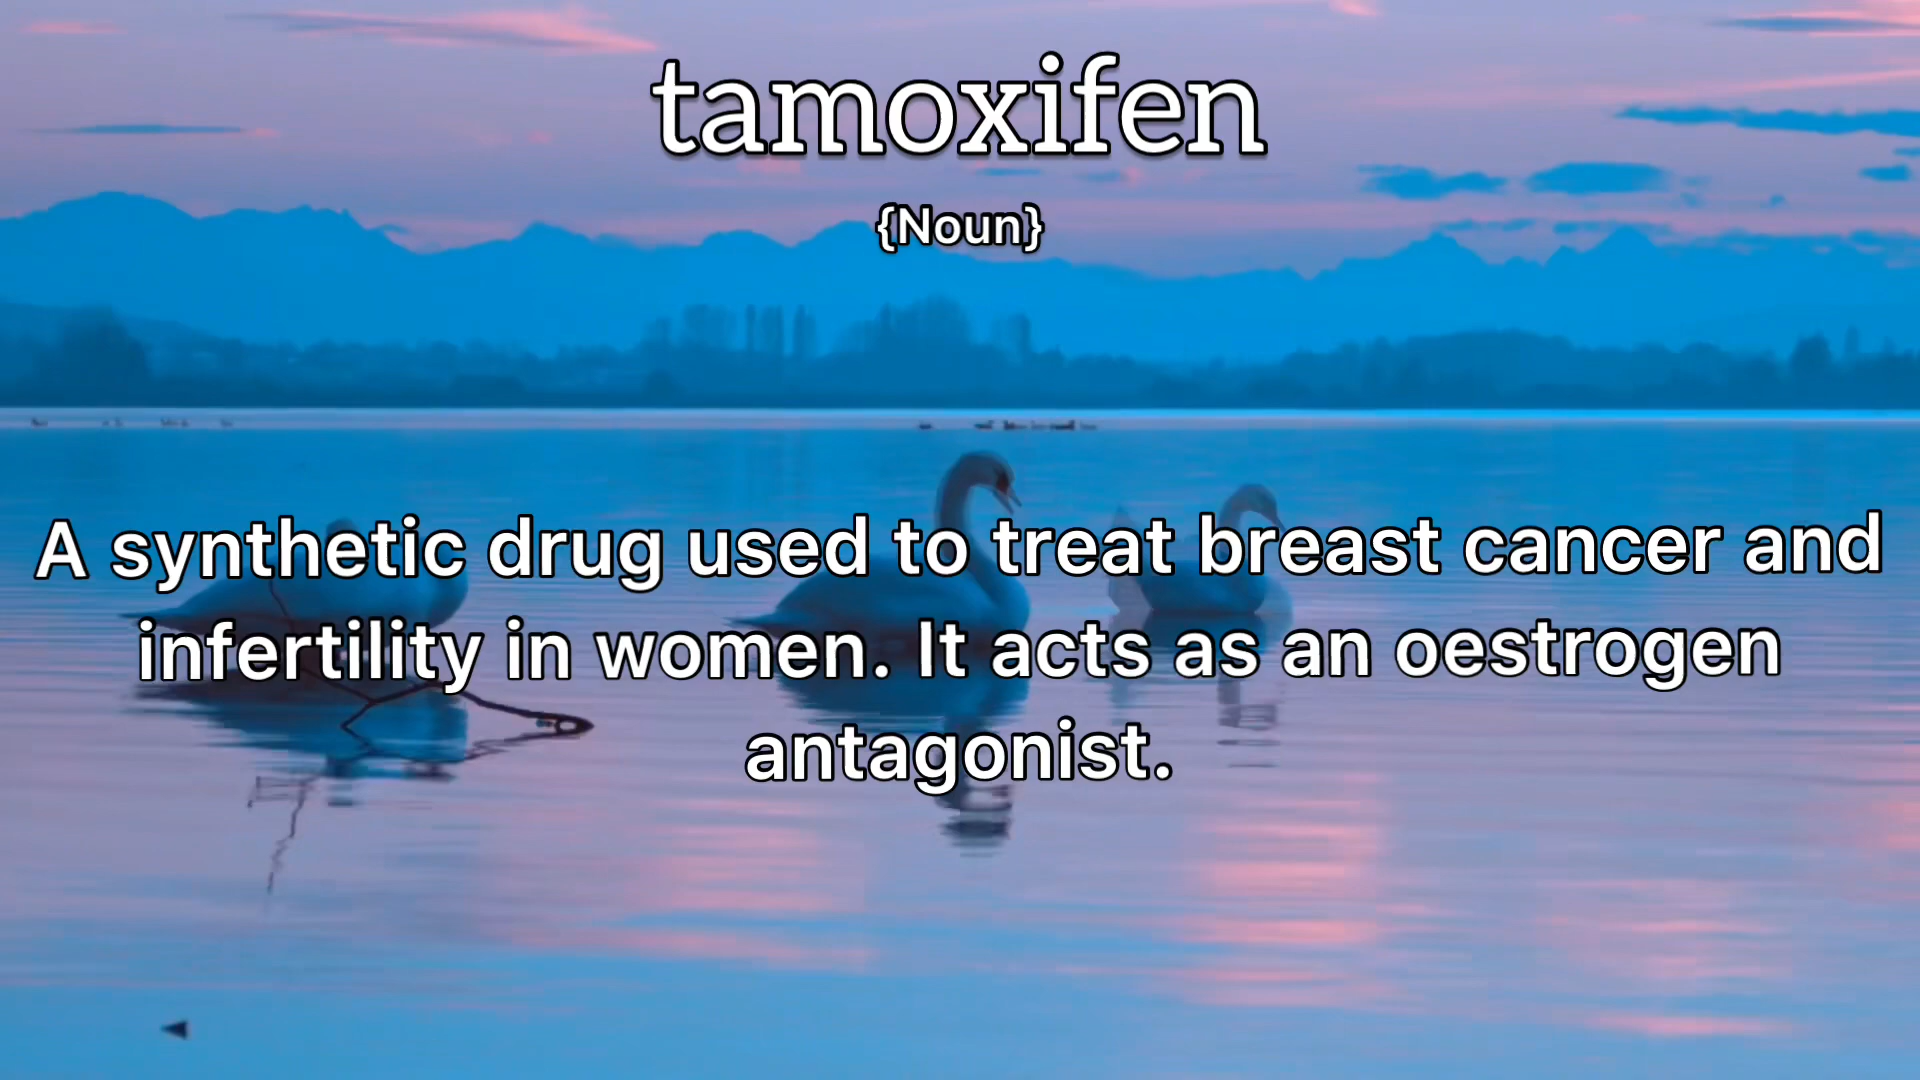 tamoxifen
{Noun}
A synthetic drug used to treat breast cancer and
infertility in women. It acts as an oestrogen
antagonist.